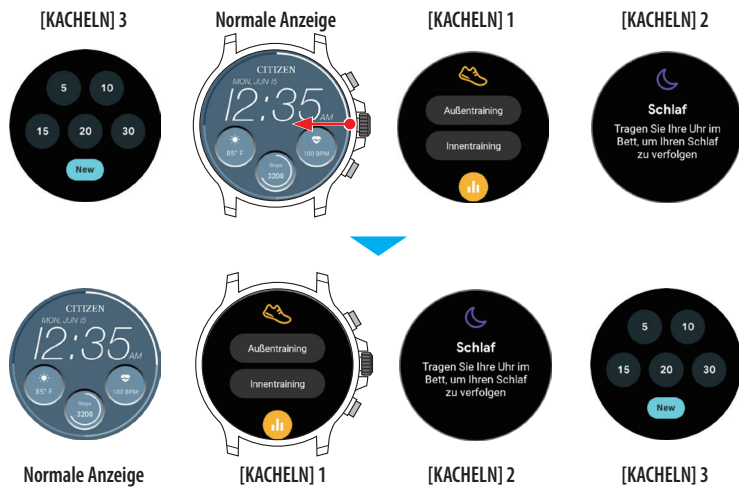 [KACHELN] 3
Normale Anzeige
[KACHELN] 1
[KACHELN] 2
5 10
15 20 30
New
CITIZEN
MON, JUN 15
12:35 AM
85° F
Steps
3200
100 BPM
Außentraining
Innentraining
Schlaf
Tragen Sie Ihre Uhr im
Bett, um Ihren Schlaf
zu verfolgen
CITIZEN
MON, JUN 15
12:35 AM
85° F
Steps
3200
100 BPM
Außentraining
Innentraining
Schlaf
Tragen Sie Ihre Uhr im
Bett, um Ihren Schlaf
zu verfolgen
5 10
15 20 30
New
Normale Anzeige
[KACHELN] 1
[KACHELN] 2
[KACHELN] 3